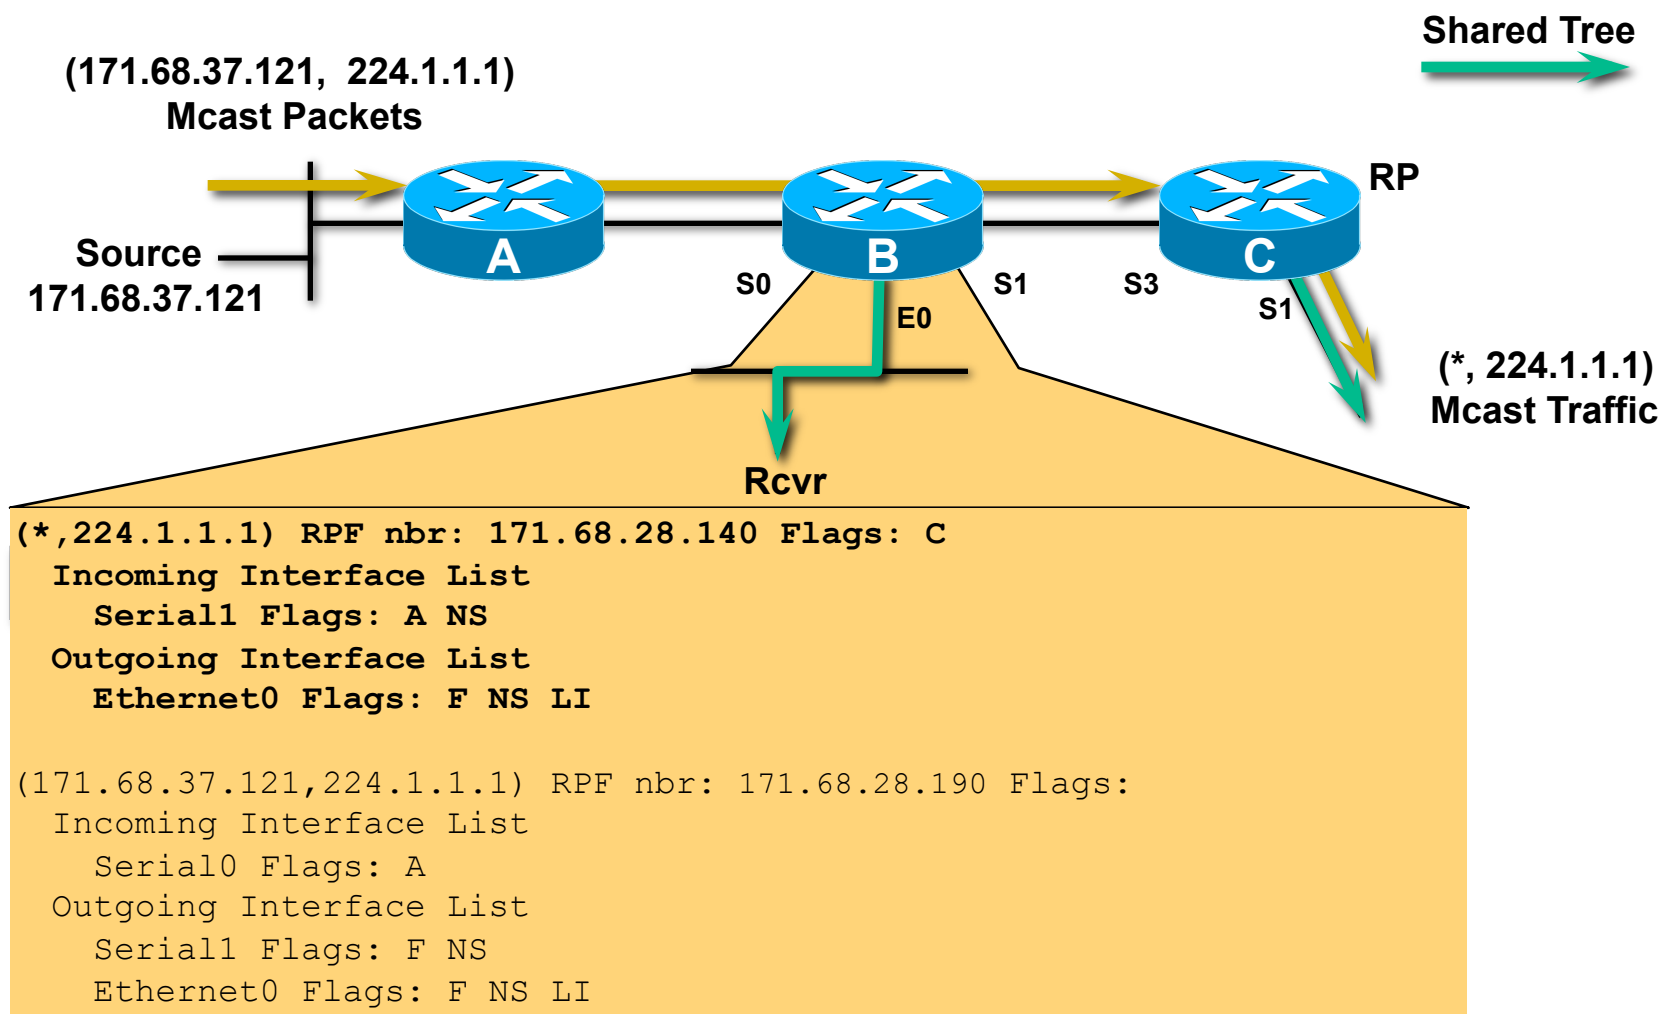 Shared Tree
(171.68.37.121, 224.1.1.1)
Mcast Packets
RP
A
B
C
Source
171.68.37.121
S0
S1
S3
S1
E0
(*, 224.1.1.1)
Mcast Traffic
Rcvr
(*,224.1.1.1) RPF nbr: 171.68.28.140 Flags: C
Incoming Interface List
Serial1 Flags: A NS
Outgoing Interface List
Ethernet0 Flags: F NS LI
(171.68.37.121,224.1.1.1) RPF nbr: 171.68.28.190 Flags:
Incoming Interface List
Serial0 Flags: A
Outgoing Interface List
Serial1 Flags: F NS
Ethernet0 Flags: F NS LI